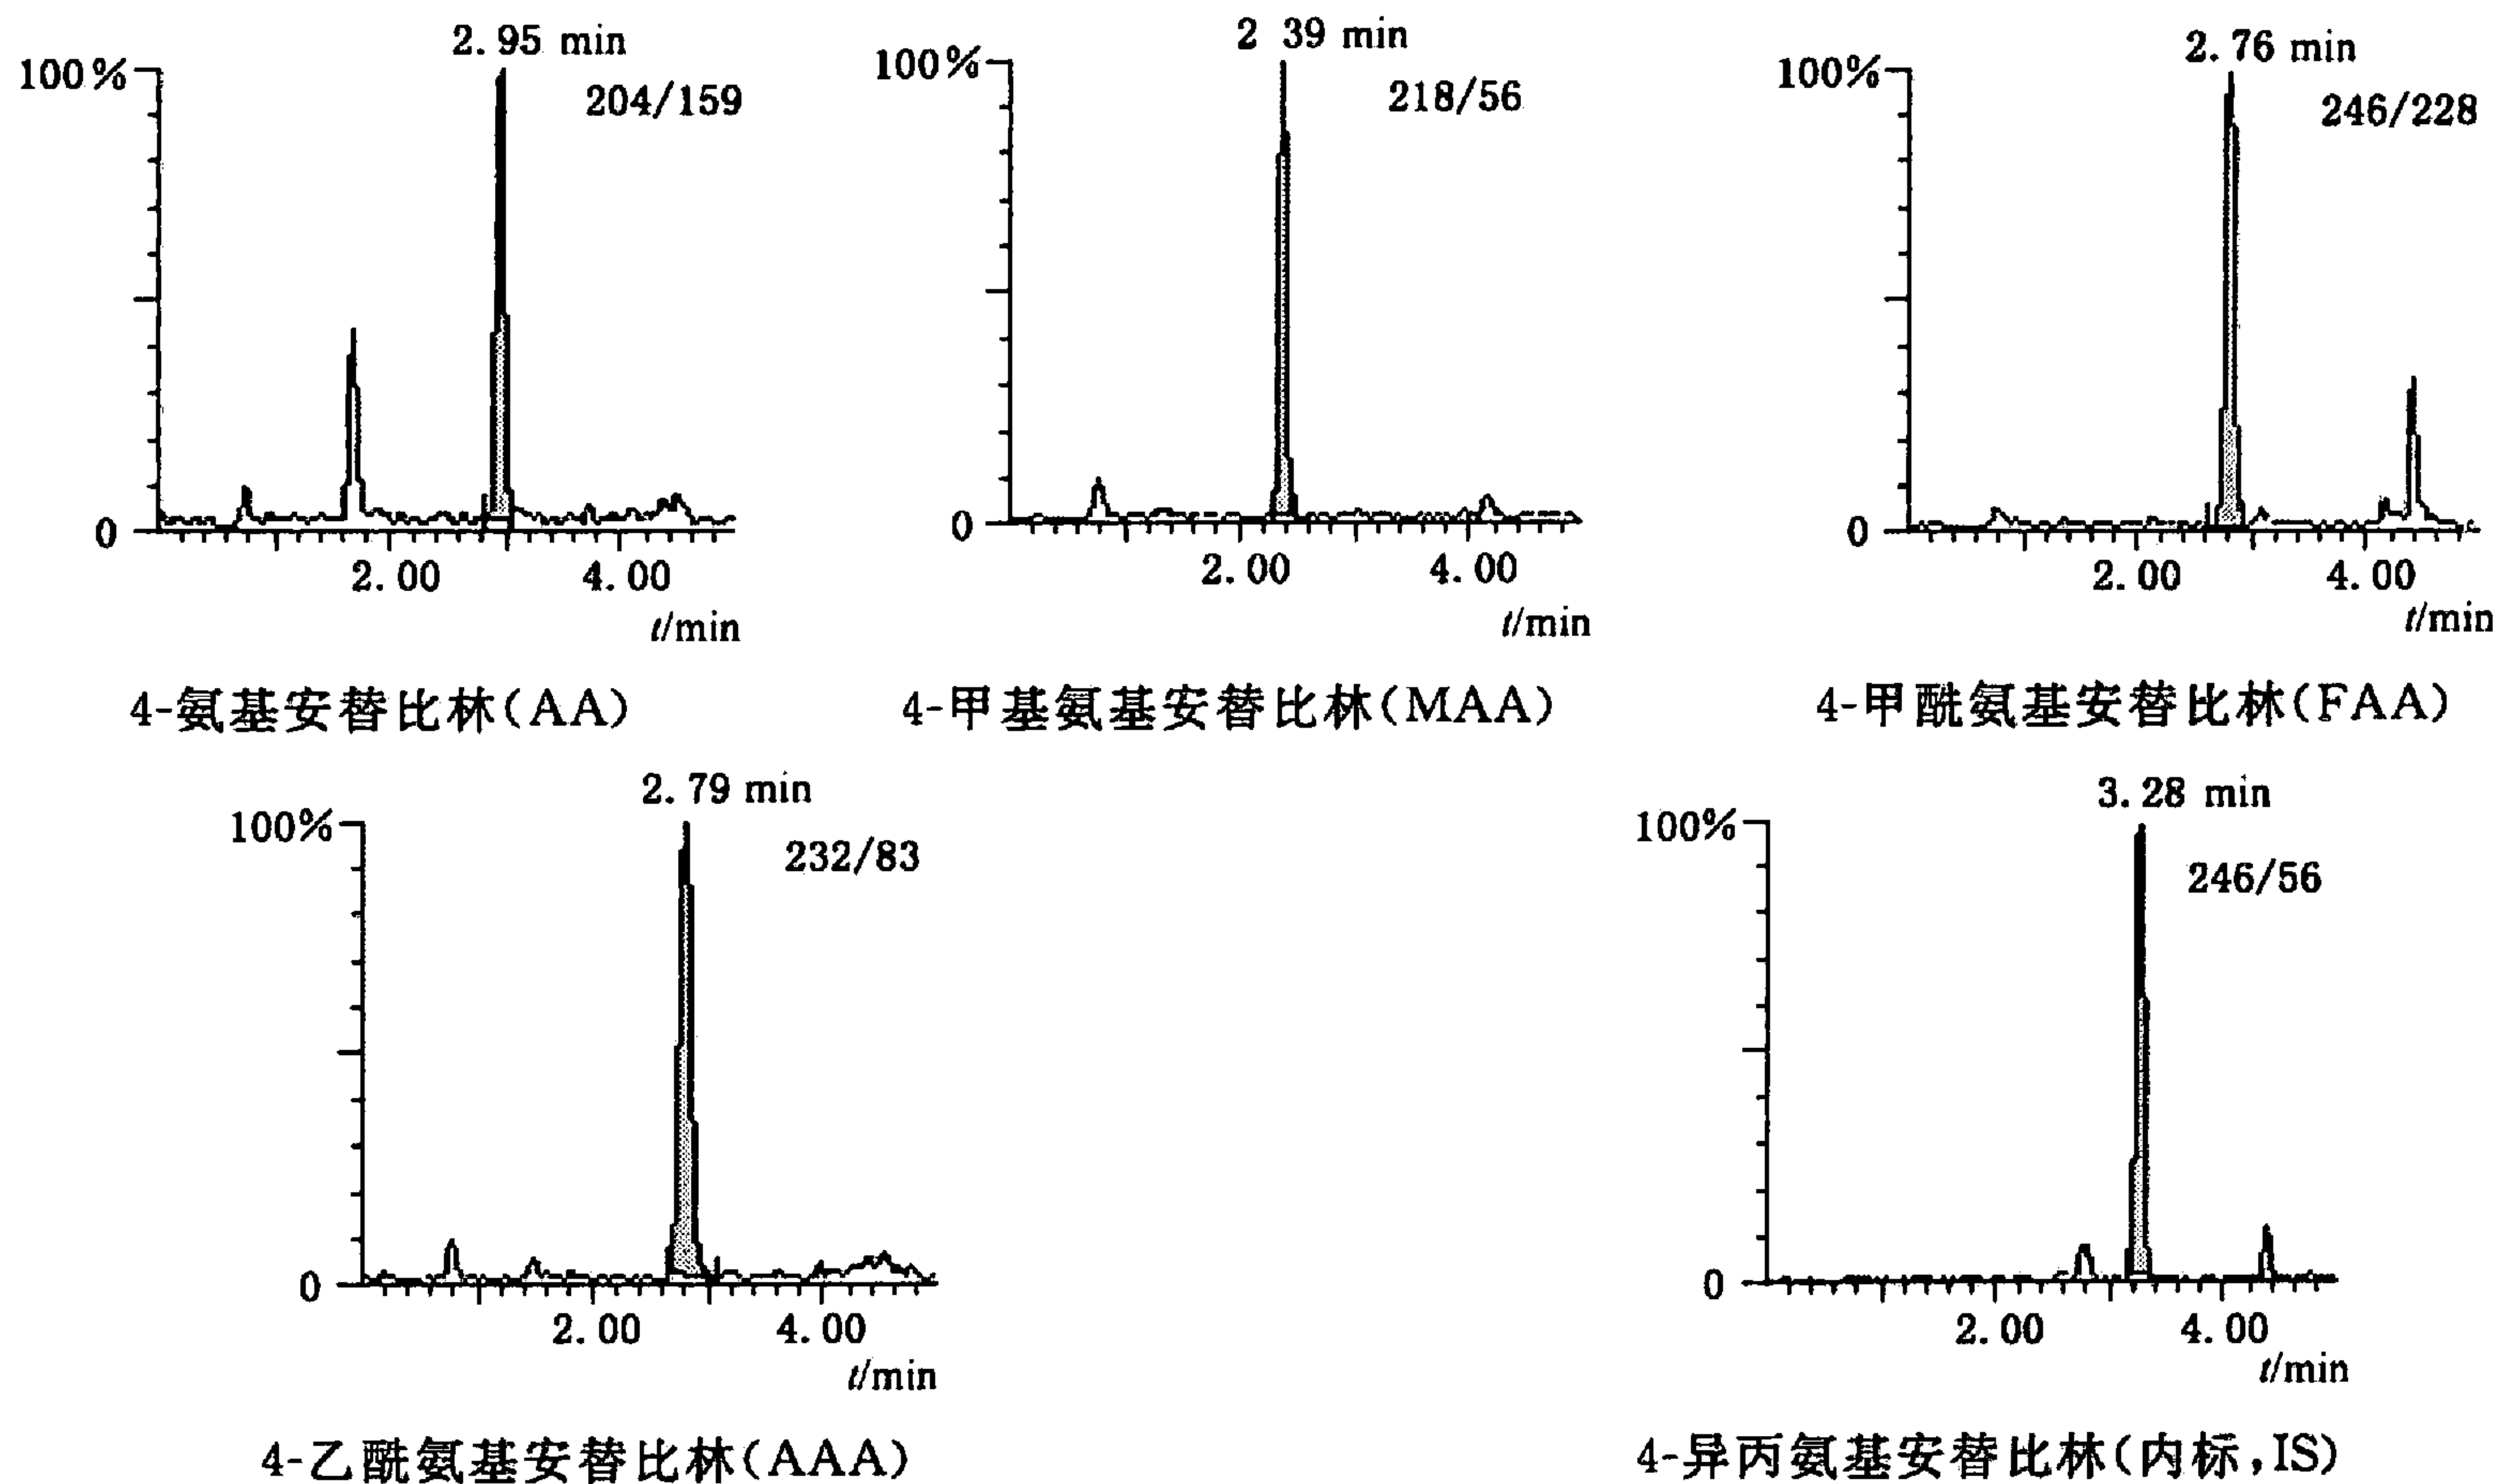 2.95 min
100%
204/159
0
2.00 4.00
t/min
4-氨基安替比林(AA)
2 39 min
100%
218/56
0
2.00 4.00
t/min
4-甲基氨基安替比林(MAA)
2.76 min
100%
246/228
0
2.00 4.00
t/min
4-甲酰氨基安替比林(FAA)
2.79 min
100%
232/83
0
2.00 4.00
t/min
4-乙酰氨基安替比林(AAA)
3.28 min
100%
246/56
0
2.00 4.00
t/min
4-异丙氨基安替比林(内标,IS)